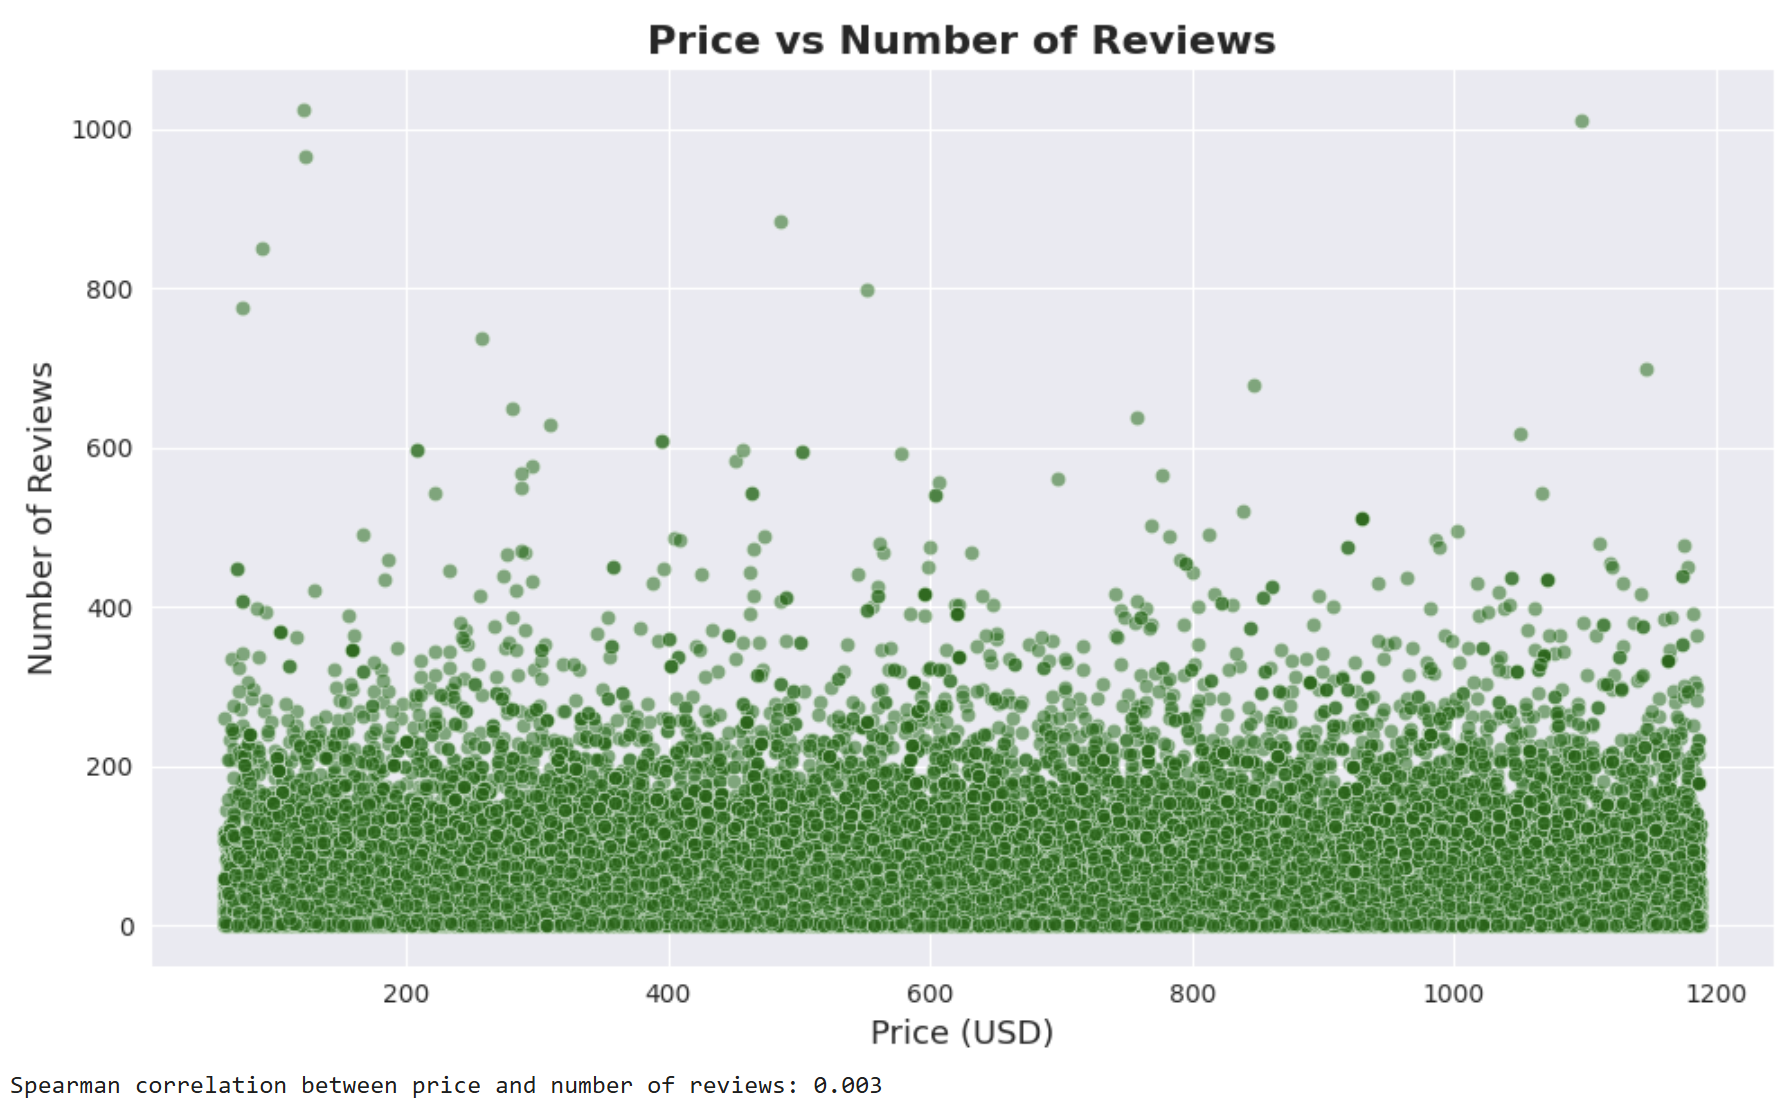 Price vs Number of Reviews
1000
800
600
400
200
0
Number of Reviews
200 400 600 800 1000 1200
Price (USD)
Spearman correlation between price and number of reviews: 0.003